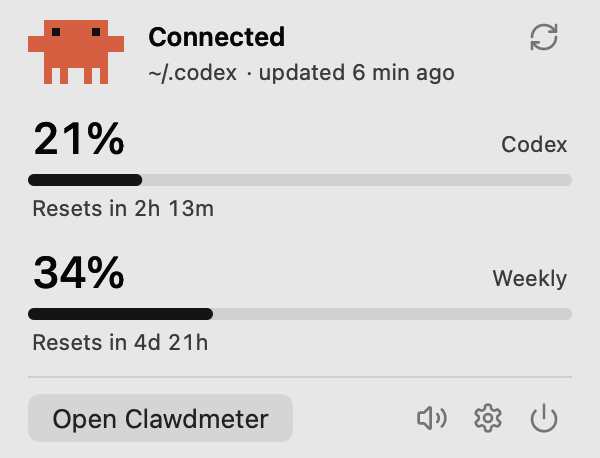 Connected
~/.codex · updated 6 min ago
21%
Codex
Resets in 2h 13m
34%
Weekly
Resets in 4d 21h
Open Clawdmeter